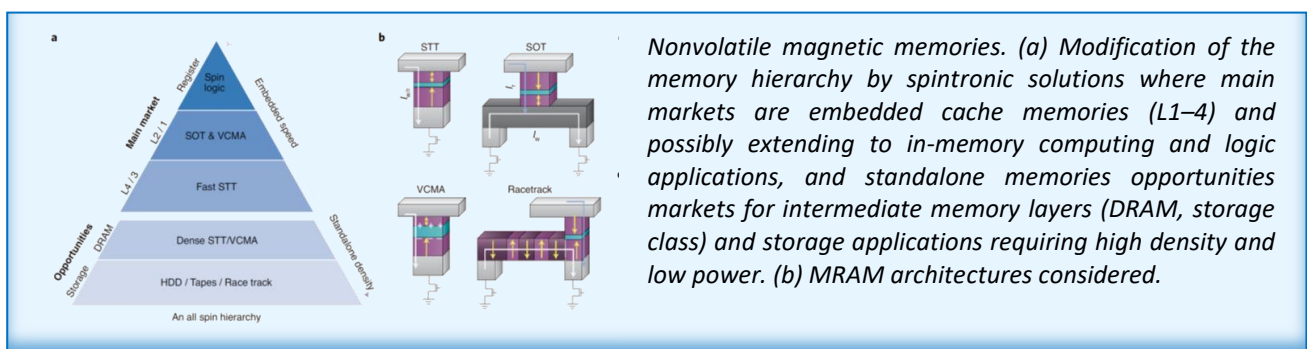 a
Register
Spin
logic
Embedded speed
Main market
L2 / 1
SOT & VCMA
L4 / 3
Fast STT
Opportunities
DRAM
Dense STT/VCMA
Standalone density
Storage
HDD / Tapes / Race track
An all spin hierarchy
b
STT
SOT
VCMA
Racetrack
Nonvolatile magnetic memories. (a) Modification of the
memory hierarchy by spintronic solutions where main
markets are embedded cache memories (L1–4) and
possibly extending to in-memory computing and logic
applications, and standalone memories opportunities
markets for intermediate memory layers (DRAM, storage
class) and storage applications requiring high density and
low power. (b) MRAM architectures considered.